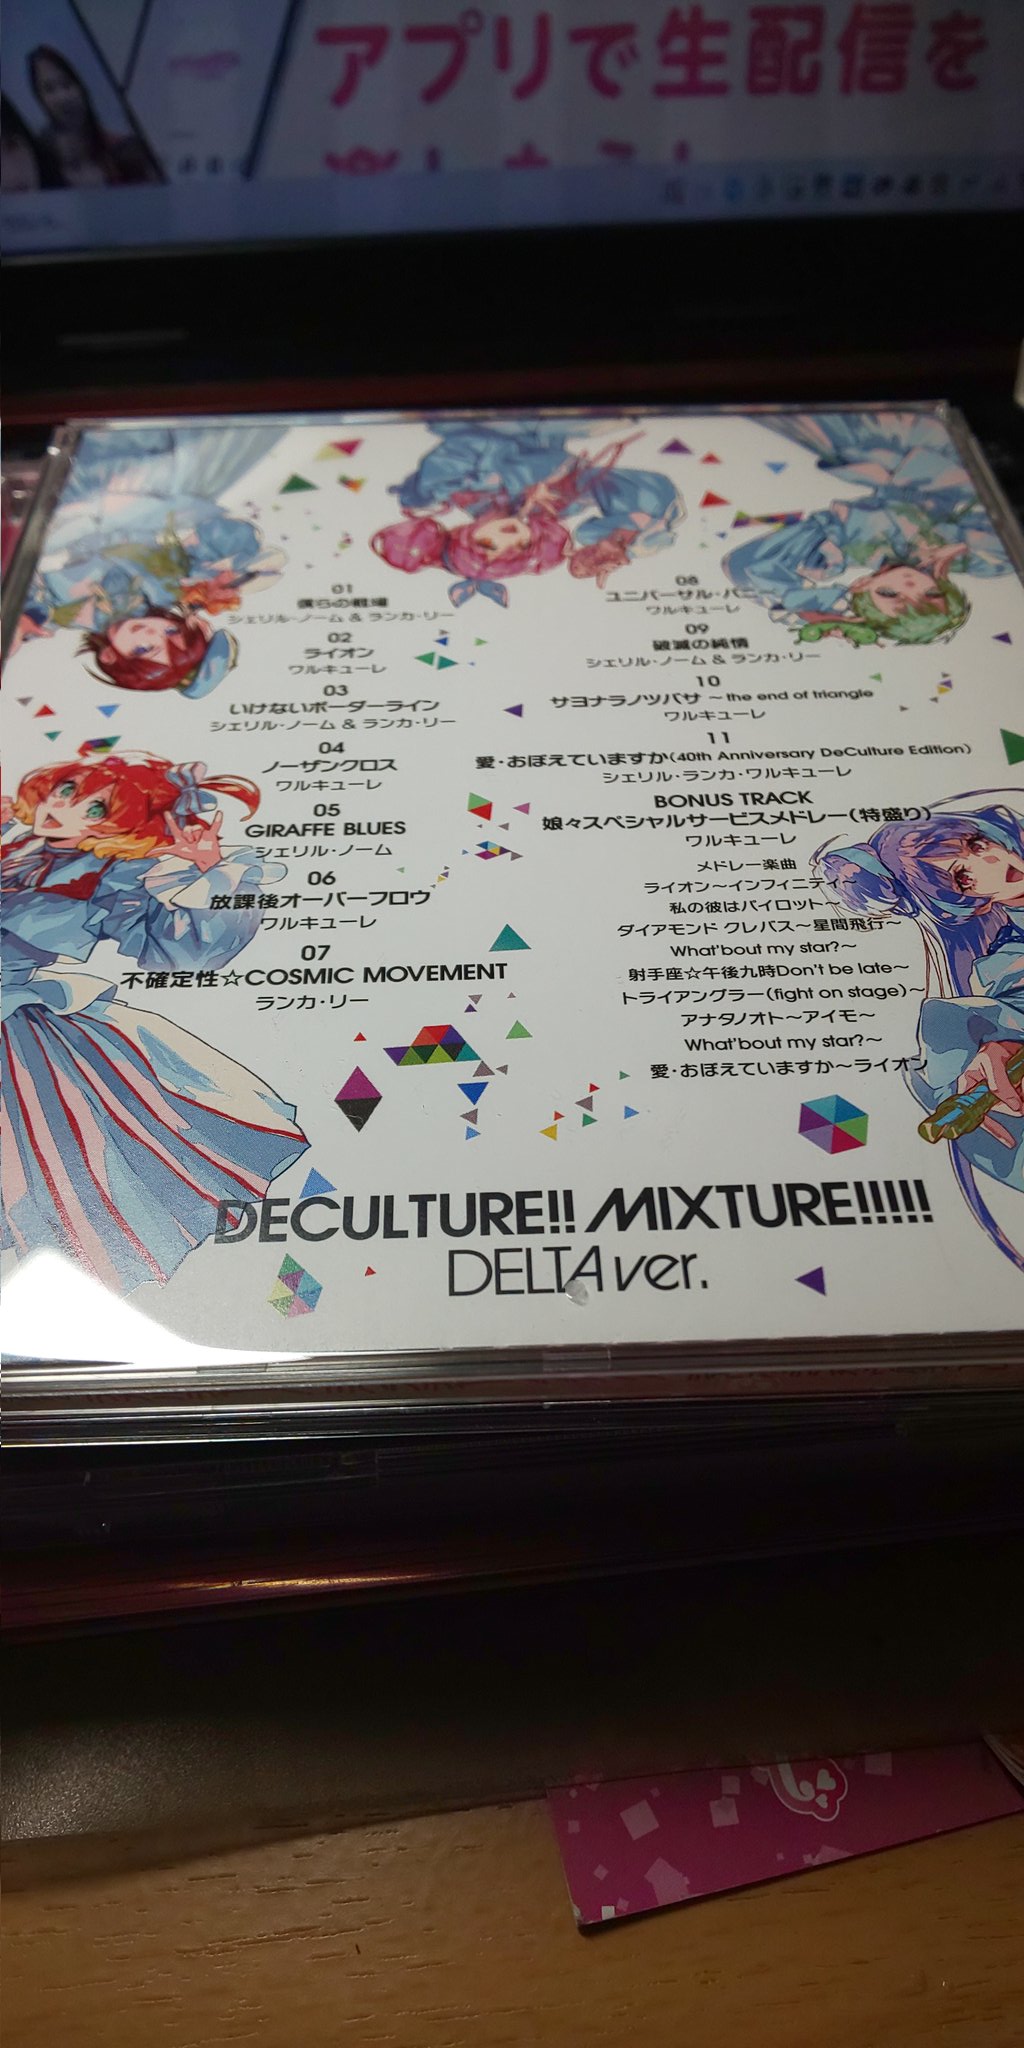 アプリで生配信を
01
僕らの戦場
シェリル・ノーム & ランカ・リー
02
ライオン
ワルキューレ
03
いけないボーダーライン
シェリル・ノーム & ランカ・リー
04
ノーザンクロス
ワルキューレ
05
GIRAFFE BLUES
シェリル・ノーム
06
放課後オーバーフロウ
ワルキューレ
07
不確定性☆COSMIC MOVEMENT
ランカ・リー
08
ユニバーサル・バニー
ワルキューレ
09
破滅の純情
シェリル・ノーム & ランカ・リー
10
サヨナラノツバサ ～the end of triangle
ワルキューレ
11
愛・おぼえていますか(40th Anniversary DeCulture Edition)
シェリル・ランカ・ワルキューレ
BONUS TRACK
娘々スペシャルサービスメドレー(特盛り)
ワルキューレ
メドレー楽曲
ライオン～インフィニティ～
私の彼はパイロット～
ダイアモンド クレバス～星間飛行～
What'bout my star?～
射手座☆午後九時Don't be late～
トライアングラー(fight on stage)～
アナタノオト～アイモ～
What'bout my star?～
愛・おぼえていますか～ライオン
DECULTURE!! MIXTURE!!!!!
DELTA ver.